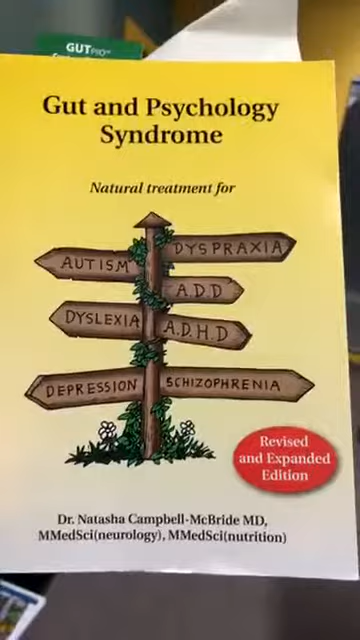 GUTPRO™
Gut and Psychology
Syndrome
Natural treatment for
DYSPRAXIA
AUTISM
A.D.D
DYSLEXIA
A.D.H.D
DEPRESSION
SCHIZOPHRENIA
Revised
and Expanded
Edition
Dr. Natasha Campbell-McBride MD,
MMedSci(neurology), MMedSci(nutrition)